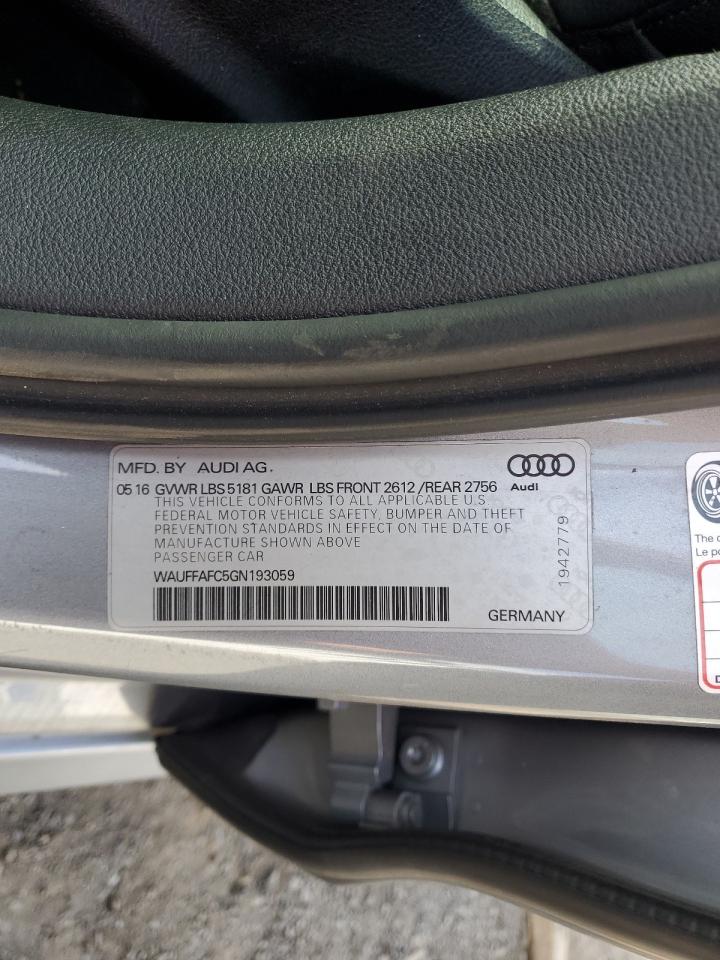 MFD. BY AUDI AG.
05 16 GVWR LBS 5181 GAWR LBS FRONT 2612 /REAR 2756
Audi
THIS VEHICLE CONFORMS TO ALL APPLICABLE U.S
FEDERAL MOTOR VEHICLE SAFETY, BUMPER AND THEFT
PREVENTION STANDARDS IN EFFECT ON THE DATE OF
MANUFACTURE SHOWN ABOVE
PASSENGER CAR
WAUFFAFC5GN193059
GERMANY
1942779
The
Le